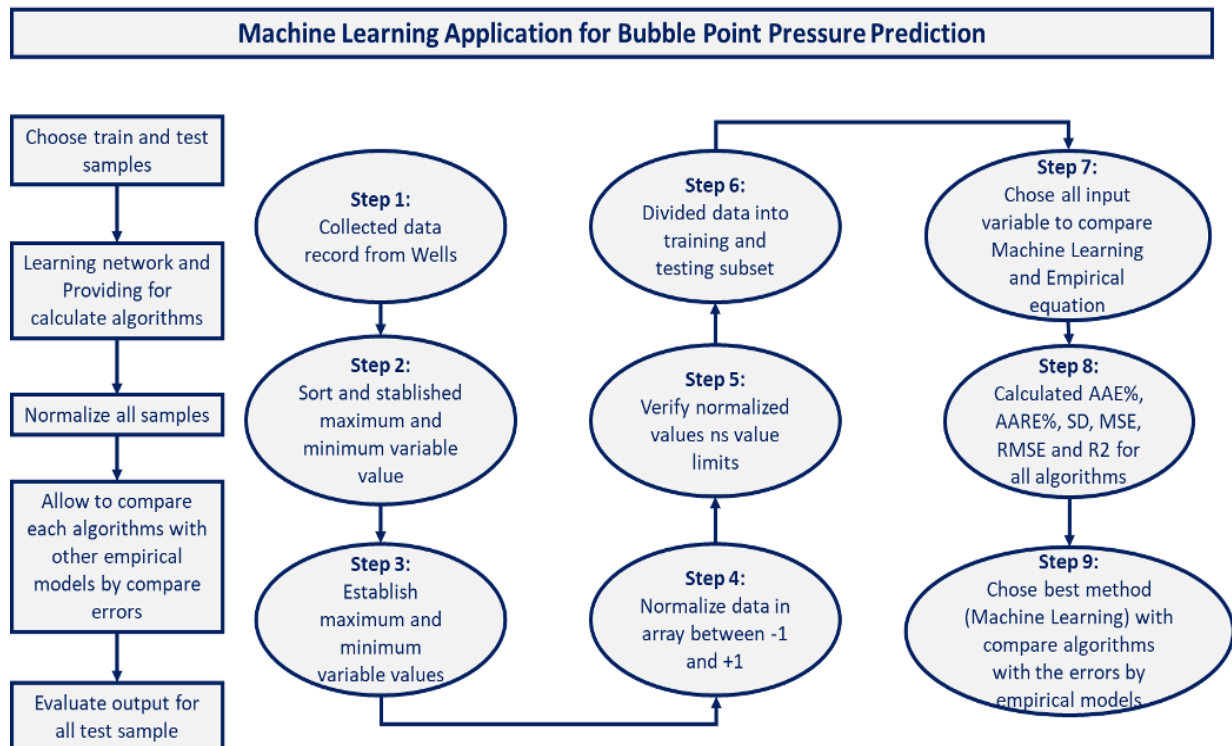 Machine Learning Application for Bubble Point Pressure Prediction
Choose train and test
samples
Learning network and
Providing for
calculate algorithms
Normalize all samples
Allow to compare
each algorithms with
other empirical
models by compare
errors
Evaluate output for
all test sample
Step 1:
Collected data
record from Wells
Step 2:
Sort and stablished
maximum and
minimum variable
value
Step 3:
Establish
maximum and
minimum
variable values
Step 4:
Normalize data in
array between -1
and +1
Step 5:
Verify normalized
values ns value
limits
Step 6:
Divided data into
training and
testing subset
Step 7:
Chose all input
variable to compare
Machine Learning
and Empirical
equation
Step 8:
Calculated AAE%,
AARE%, SD, MSE,
RMSE and R2 for
all algorithms
Step 9:
Chose best method
(Machine Learning) with
compare algorithms
with the errors by
empirical models